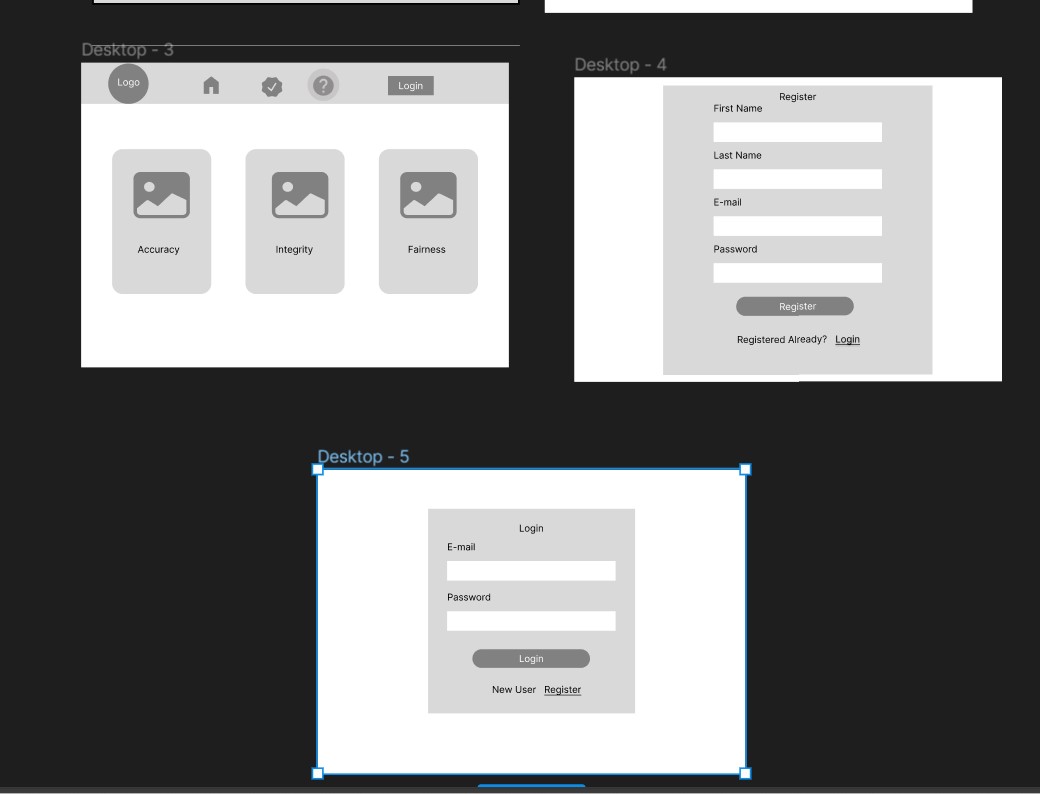 Desktop - 3
Logo
?
Login
Accuracy
Integrity
Fairness
Desktop - 4
Register
First Name
Last Name
E-mail
Password
Register
Registered Already? Login
Desktop - 5
Login
E-mail
Password
Login
New User Register